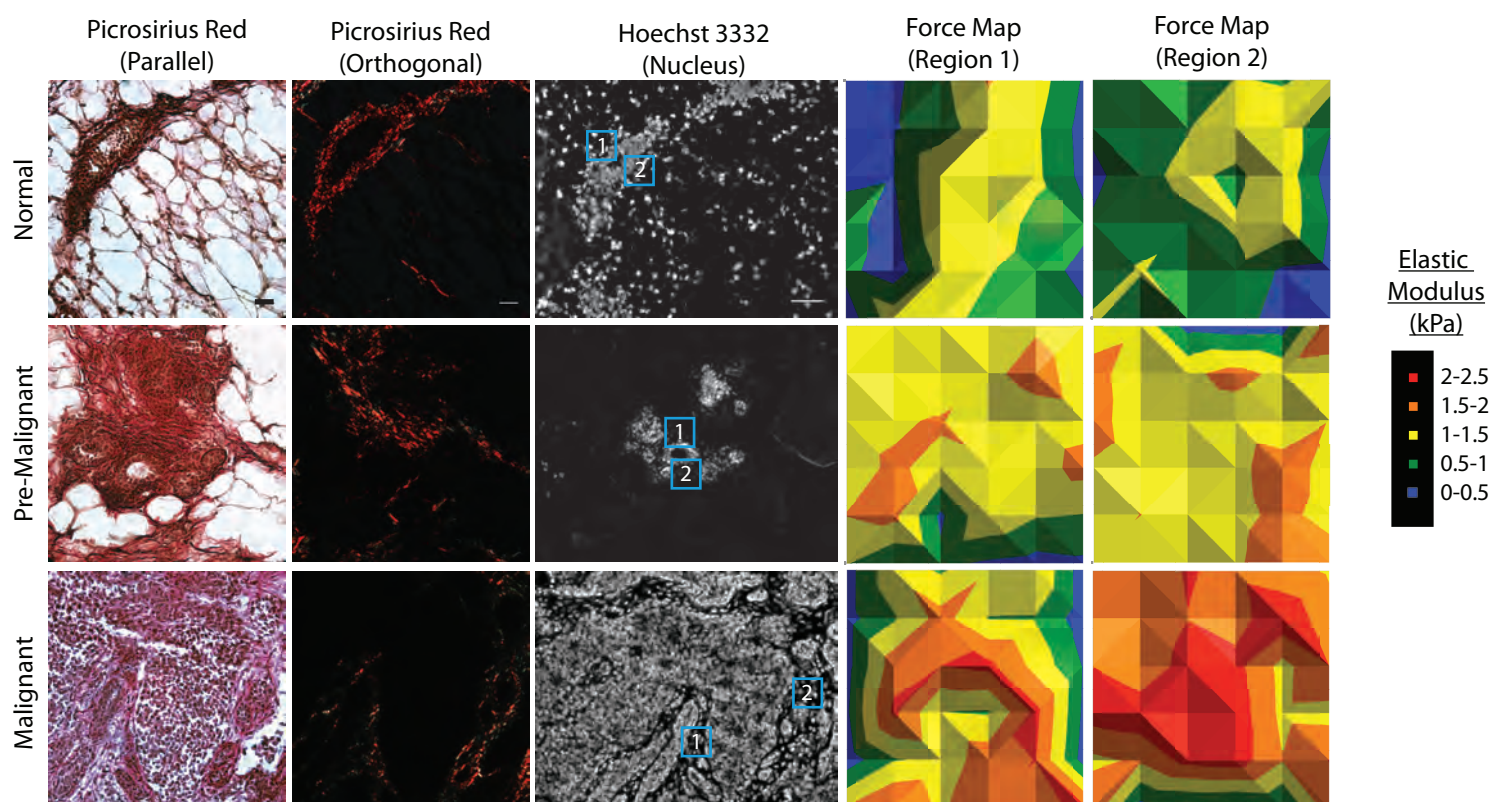 Picrosirius Red
(Parallel)
Picrosirius Red
(Orthogonal)
Hoechst 3332
(Nucleus)
Force Map
(Region 1)
Force Map
(Region 2)
Normal
1
2
Pre-Malignant
1
2
Malignant
1
2
Elastic
Modulus
(kPa)
2-2.5
1.5-2
1-1.5
0.5-1
0-0.5